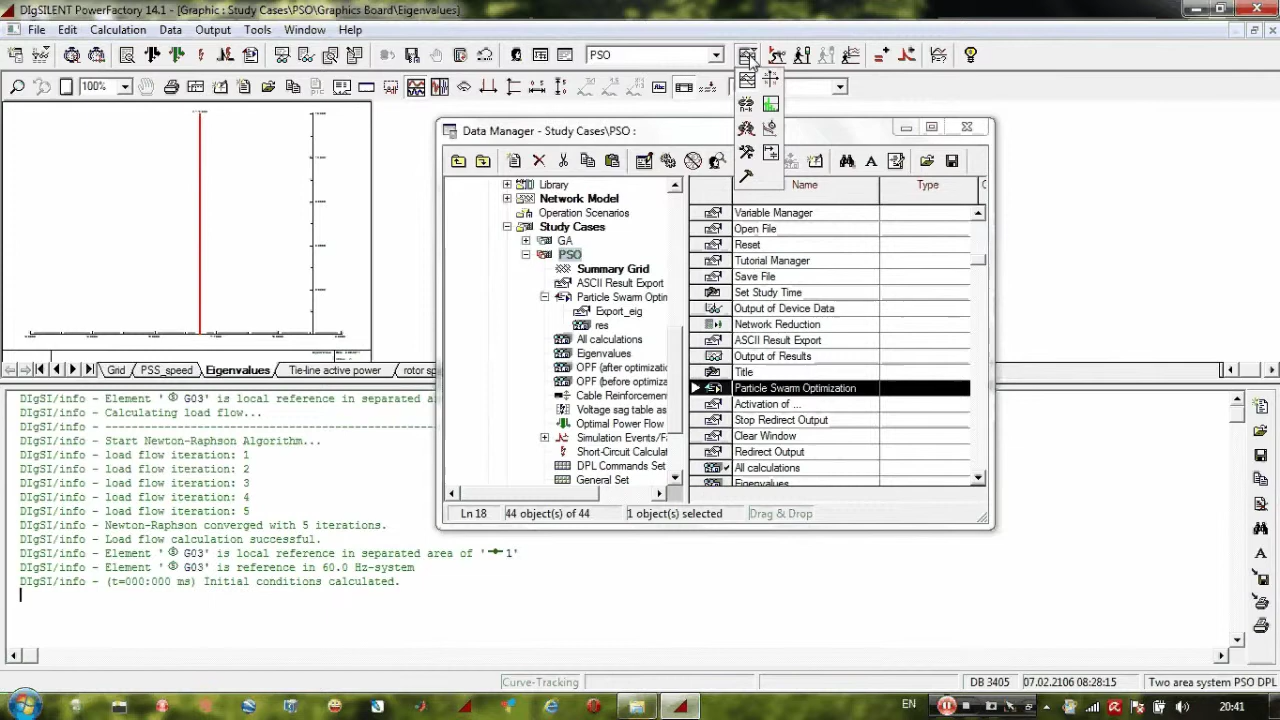 DIgSILENT PowerFactory 14.1 - [Graphic : Study Cases\PSO\Graphics Board\Eigenvalues]
File Edit Calculation Data Output Tools Window Help
PSO
100%
Data Manager - Study Cases\PSO :
Name Type
Library
Network Model
Operation Scenarios
Study Cases
GA
PSO
Summary Grid
ASCII Result Export
Particle Swarm Optin
Export_eig
res
All calculations
Eigenvalues
OPF (after optimizatio
OPF (before optimiza
Cable Reinforcemen
Voltage sag table as
Optimal Power Flow
Simulation Events/Fa
Short-Circuit Calculat
DPL Commands Set
General Set
Variable Manager
Open File
Reset
Tutorial Manager
Save File
Set Study Time
Output of Device Data
Network Reduction
ASCII Result Export
Output of Results
Title
Particle Swarm Optimization
Activation of ...
Stop Redirect Output
Clear Window
Redirect Output
All calculations
Eigenvalues
Ln 18 44 object(s) of 44 1 object(s) selected Drag & Drop
Grid PSS_speed Eigenvalues Tie-line active power rotor sp
DIgSI/info - Element ' G03' is local reference in separated a
DIgSI/info - Calculating load flow...
DIgSI/info - ------------------------------------------------
DIgSI/info - Start Newton-Raphson Algorithm...
DIgSI/info - load flow iteration: 1
DIgSI/info - load flow iteration: 2
DIgSI/info - load flow iteration: 3
DIgSI/info - load flow iteration: 4
DIgSI/info - load flow iteration: 5
DIgSI/info - Newton-Raphson converged with 5 iterations.
DIgSI/info - Load flow calculation successful.
DIgSI/info - Element ' G03' is local reference in separated area of ' 1'
DIgSI/info - Element ' G03' is reference in 60.0 Hz-system
DIgSI/info - (t=000:000 ms) Initial conditions calculated.
Curve-Tracking DB 3405 07.02.2106 08:28:15 Two area system PSO DPL
EN 20:41